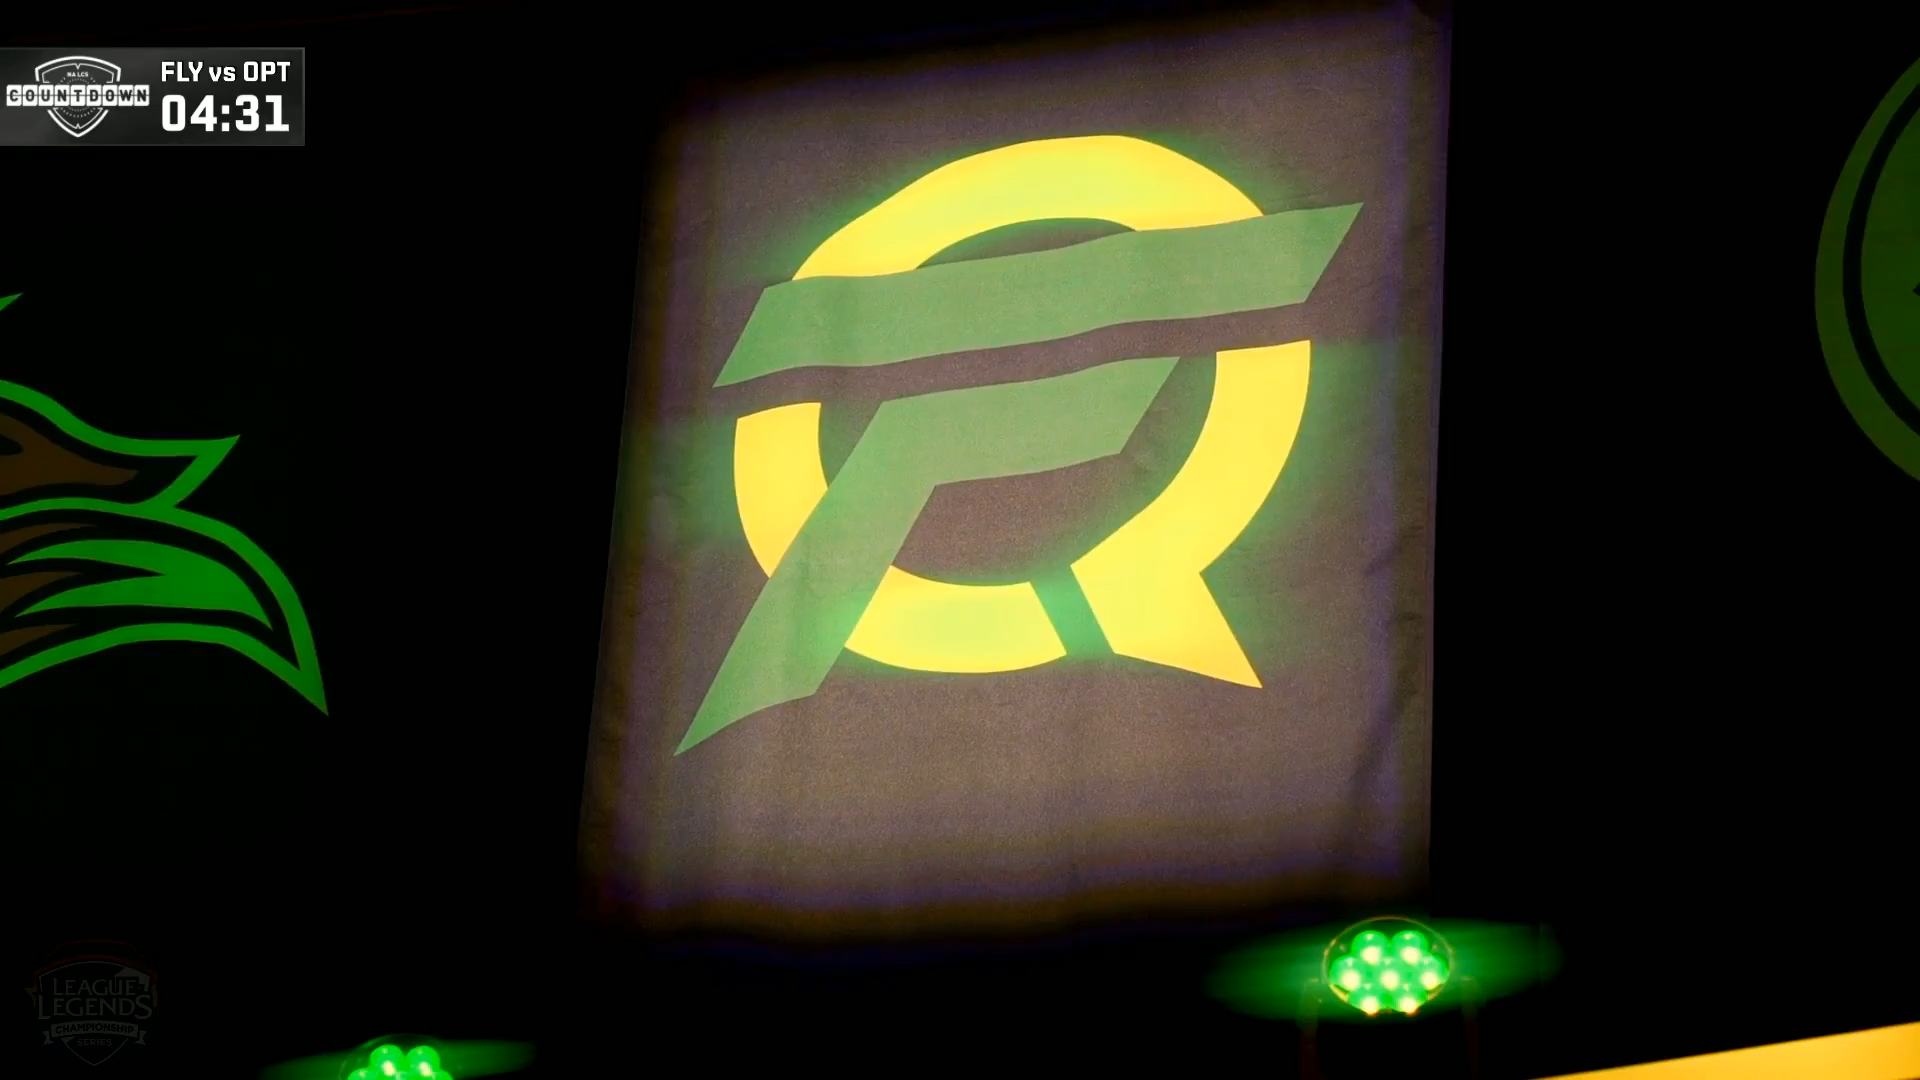 NA LCS
COUNTDOWN
FLY vs OPT
04:31
LEAGUE
LEGENDS
CHAMPIONSHIP
SERIES